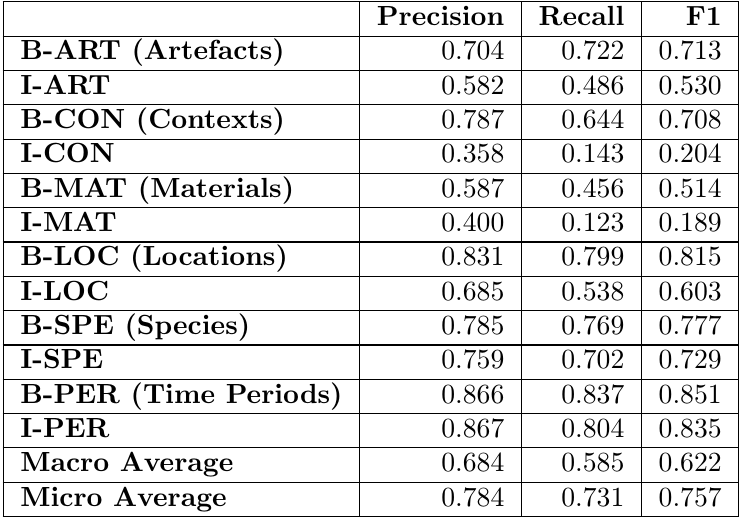 Precision Recall F1
B-ART (Artefacts) 0.704 0.722 0.713
I-ART 0.582 0.486 0.530
B-CON (Contexts) 0.787 0.644 0.708
I-CON 0.358 0.143 0.204
B-MAT (Materials) 0.587 0.456 0.514
I-MAT 0.400 0.123 0.189
B-LOC (Locations) 0.831 0.799 0.815
I-LOC 0.685 0.538 0.603
B-SPE (Species) 0.785 0.769 0.777
I-SPE 0.759 0.702 0.729
B-PER (Time Periods) 0.866 0.837 0.851
I-PER 0.867 0.804 0.835
Macro Average 0.684 0.585 0.622
Micro Average 0.784 0.731 0.757